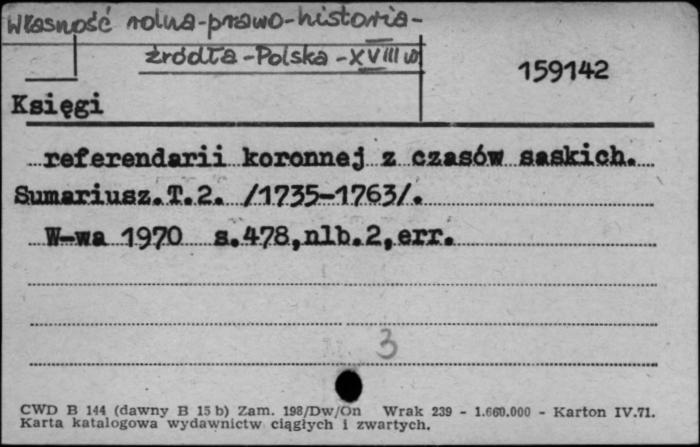 Własność rolna-prawo-historia-
źródła-Polska-XVIII w
159142
Księgi
referendarii koronnej z czasów saskich.
Sumariusz.T.2. /1735-1763/.
W-wa 1970 s.478,nlb.2,err.
3
CWD B 144 (dawny B 15 b) Zam. 198/Dw/On Wrak 239 - 1.660.000 - Karton IV.71.
Karta katalogowa wydawnictw ciągłych i zwartych.